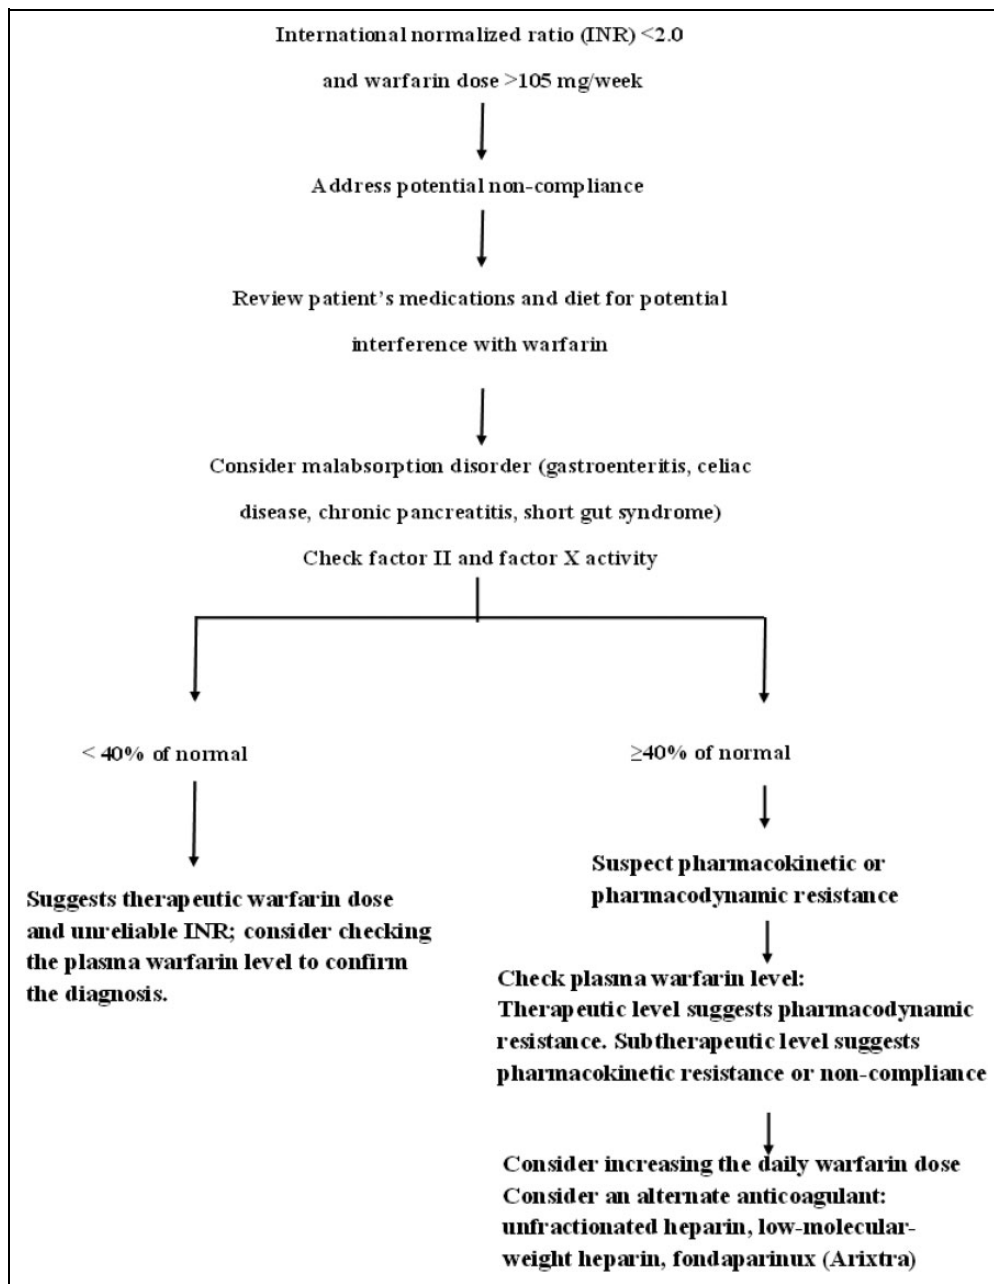 International normalized ratio (INR) <2.0
and warfarin dose >105 mg/week
Address potential non-compliance
Review patient's medications and diet for potential
interference with warfarin
Consider malabsorption disorder (gastroenteritis, celiac
disease, chronic pancreatitis, short gut syndrome)
Check factor II and factor X activity
< 40% of normal
≥40% of normal
Suggests therapeutic warfarin dose
and unreliable INR; consider checking
the plasma warfarin level to confirm
the diagnosis.
Suspect pharmacokinetic or
pharmacodynamic resistance
Check plasma warfarin level:
Therapeutic level suggests pharmacodynamic
resistance. Subtherapeutic level suggests
pharmacokinetic resistance or non-compliance
Consider increasing the daily warfarin dose
Consider an alternate anticoagulant:
unfractionated heparin, low-molecular-
weight heparin, fondaparinux (Arixtra)